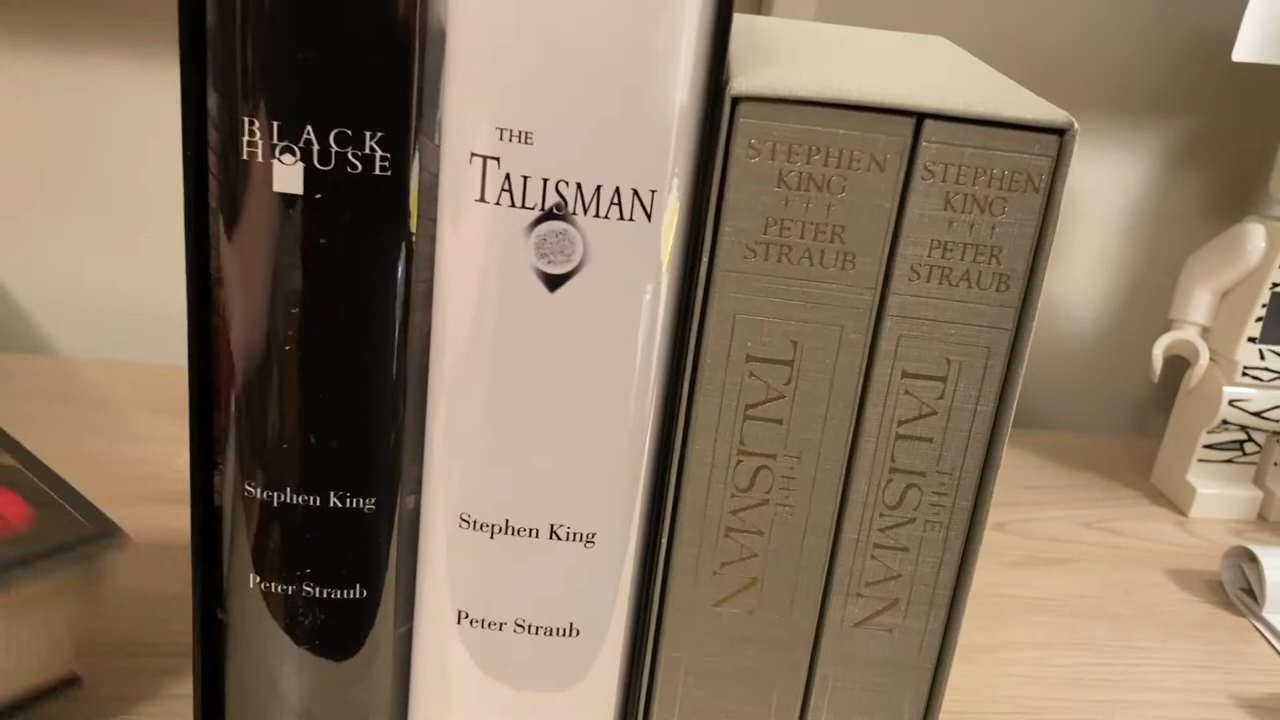 BLACK
HOUSE
Stephen King
Peter Straub
THE
TALISMAN
Stephen King
Peter Straub
STEPHEN
KING
PETER
STRAUB
THE
TALISMAN
STEPHEN
KING
PETER
STRAUB
THE
TALISMAN